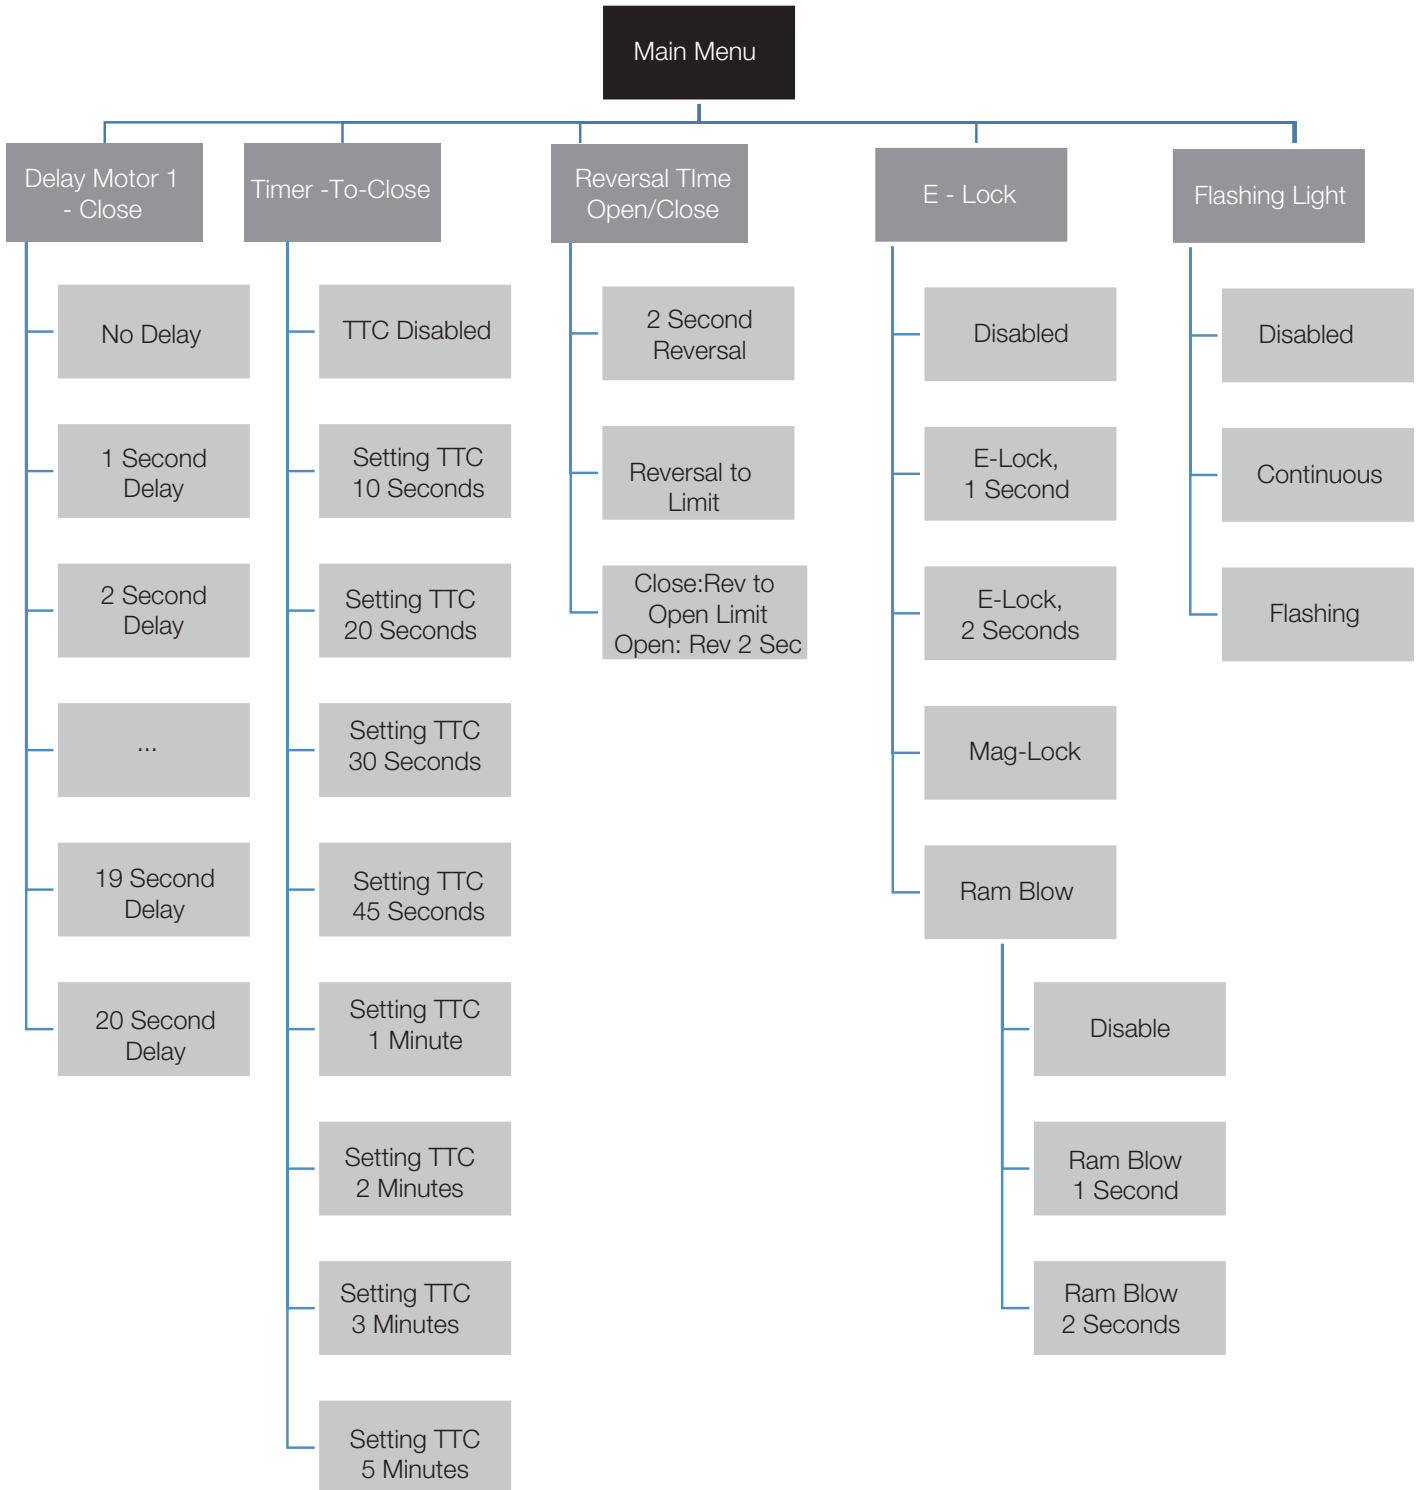 Main Menu
Delay Motor 1
- Close
No Delay
1 Second
Delay
2 Second
Delay
...
19 Second
Delay
20 Second
Delay
Timer -To-Close
TTC Disabled
Setting TTC
10 Seconds
Setting TTC
20 Seconds
Setting TTC
30 Seconds
Setting TTC
45 Seconds
Setting TTC
1 Minute
Setting TTC
2 Minutes
Setting TTC
3 Minutes
Setting TTC
5 Minutes
Reversal TIme
Open/Close
2 Second
Reversal
Reversal to
Limit
Close:Rev to
Open Limit
Open: Rev 2 Sec
E - Lock
Disabled
E-Lock,
1 Second
E-Lock,
2 Seconds
Mag-Lock
Ram Blow
Disable
Ram Blow
1 Second
Ram Blow
2 Seconds
Flashing Light
Disabled
Continuous
Flashing